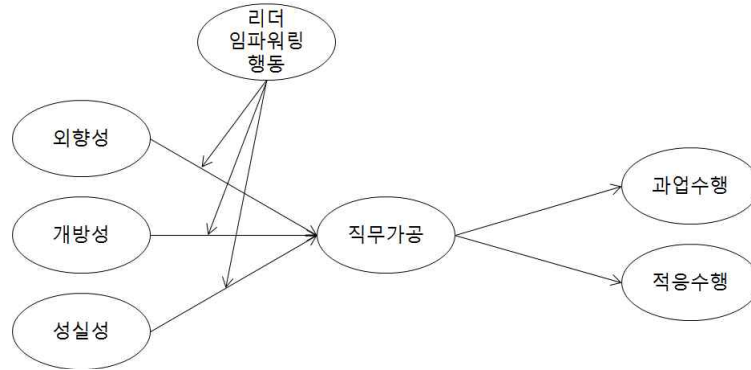 리더
임파워링
행동
외향성
개방성
성실성
직무가공
과업수행
적응수행